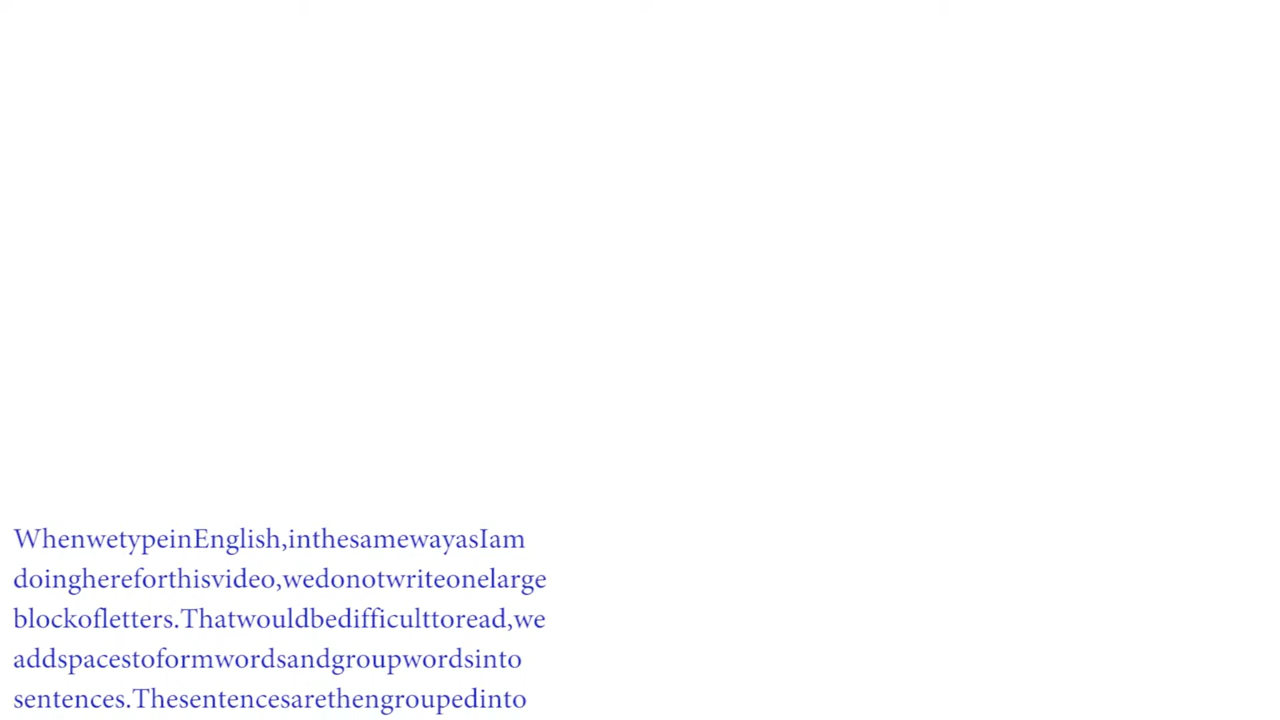 WhenwetypeinEnglish,inthesamewayasIam
doinghereforthisvideo,wedonotwriteonelarge
blockofletters.Thatwouldbedifficulttoread,we
addspacestoformwordsandgroupwordsinto
sentences.Thesentencesarethengroupedinto